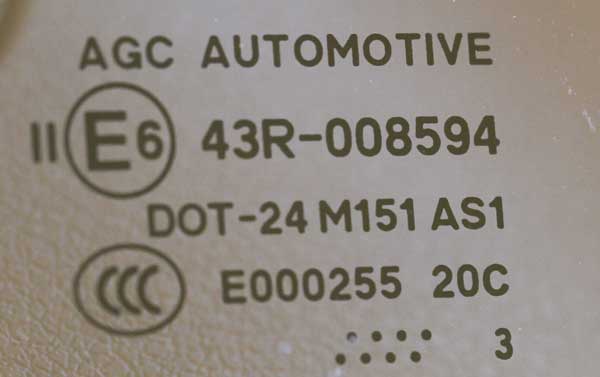 AGC AUTOMOTIVE
II E6 43R-008594
DOT-24 M151 AS1
CCC E000255 20C
3